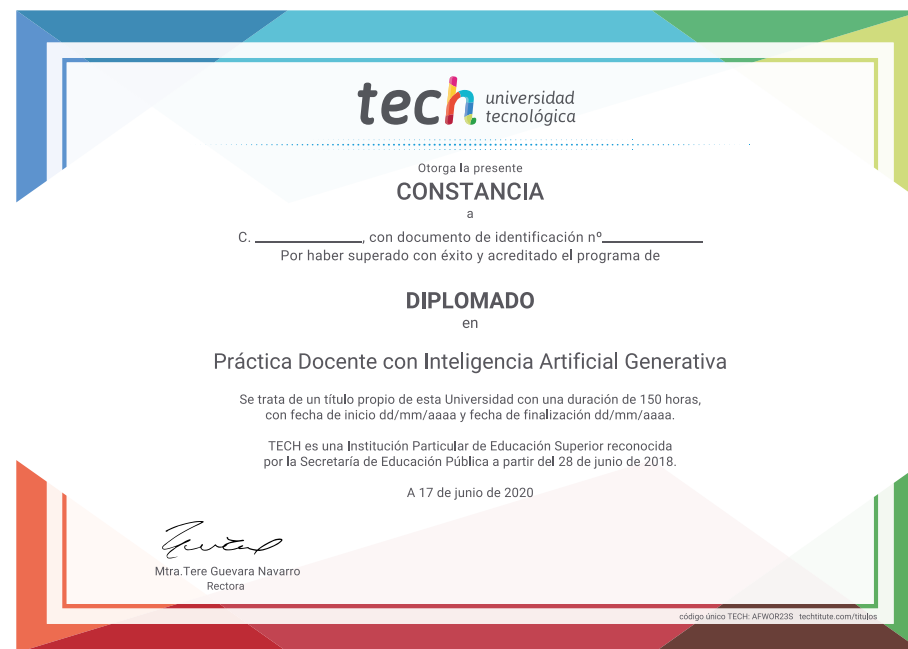 tech universidad
tecnológica
Otorga la presente
CONSTANCIA
a
C. ____________, con documento de identificación nº____________
Por haber superado con éxito y acreditado el programa de
DIPLOMADO
en
Práctica Docente con Inteligencia Artificial Generativa
Se trata de un título propio de esta Universidad con una duración de 150 horas,
con fecha de inicio dd/mm/aaaa y fecha de finalización dd/mm/aaaa.
TECH es una Institución Particular de Educación Superior reconocida
por la Secretaría de Educación Pública a partir del 28 de junio de 2018.
A 17 de junio de 2020
Mtra.Tere Guevara Navarro
Rectora
código único TECH: AFWOR23S techtitute.com/titulos